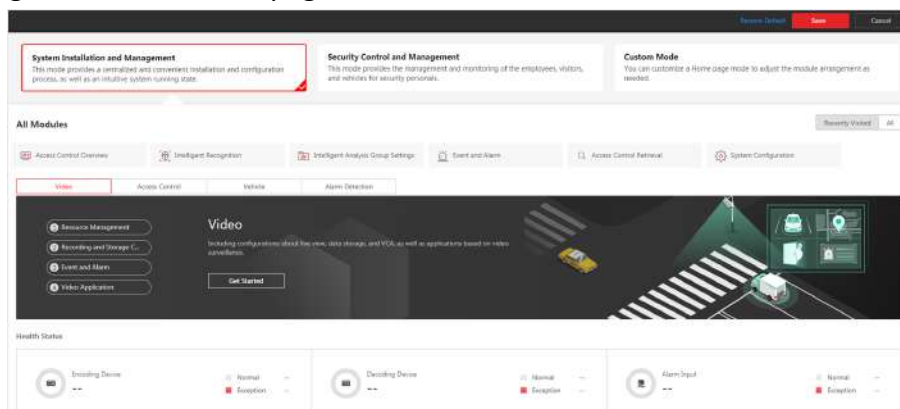 Restore Default Save Cancel
System Installation and Management
This mode provides a centralized and convenient installation and configuration
process, as well as an intuitive system running state.
Security Control and Management
This mode provides the management and monitoring of the employees, visitors,
and vehicles for security personals.
Custom Mode
You can customize a Home page mode to adjust the module arrangement as
needed.
All Modules
Recently Visited All
Access Control Overview Intelligent Recognition Intelligent Analysis Group Settings Event and Alarm Access Control Retrieval System Configuration
Video Access Control Vehicle Alarm Detection
Resource Management
Recording and Storage C...
Event and Alarm
Video Application
Video
Including configurations about live view, data storage, and VCA, as well as applications based on video
surveillance.
Get Started
Health Status
Encoding Device
--
Normal --
Exception --
Decoding Device
--
Normal --
Exception --
Alarm Input
--
Normal --
Exception --